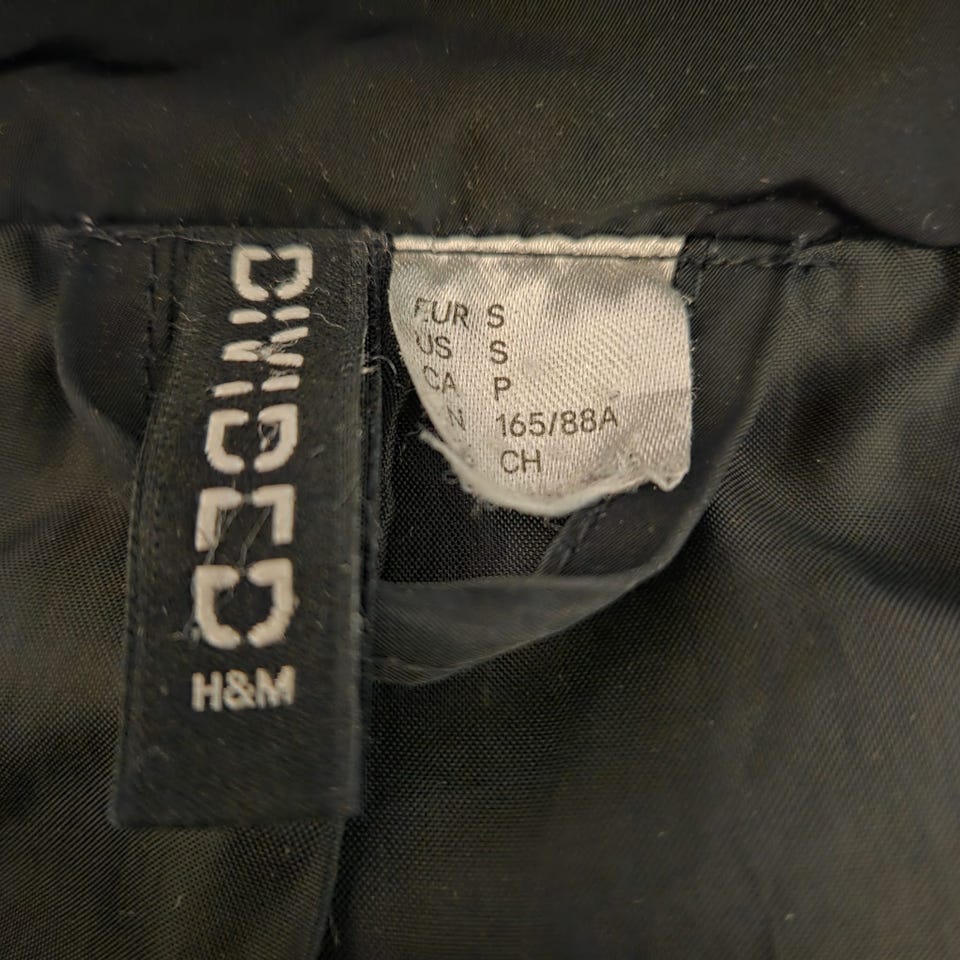 DIVIDED
H&M
EUR S
US S
CA P
N 165/88A
CH